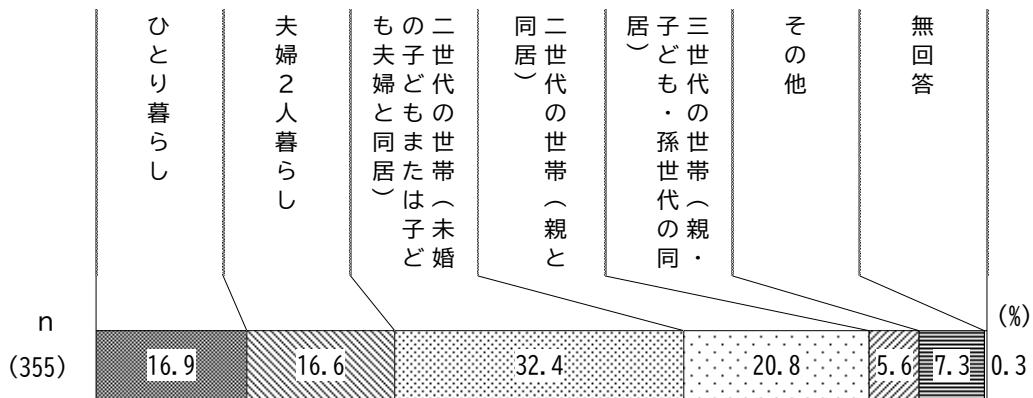 ひとり暮らし
夫婦２人暮らし
二世代の世帯（未婚
の子どもまたは子ど
も夫婦と同居）
二世代の世帯（親と
同居）
三世代の世帯（親・
子ども・孫世代の同
居）
その他
無回答
n
(%)
(355)
16.9
16.6
32.4
20.8
5.6
7.3
0.3